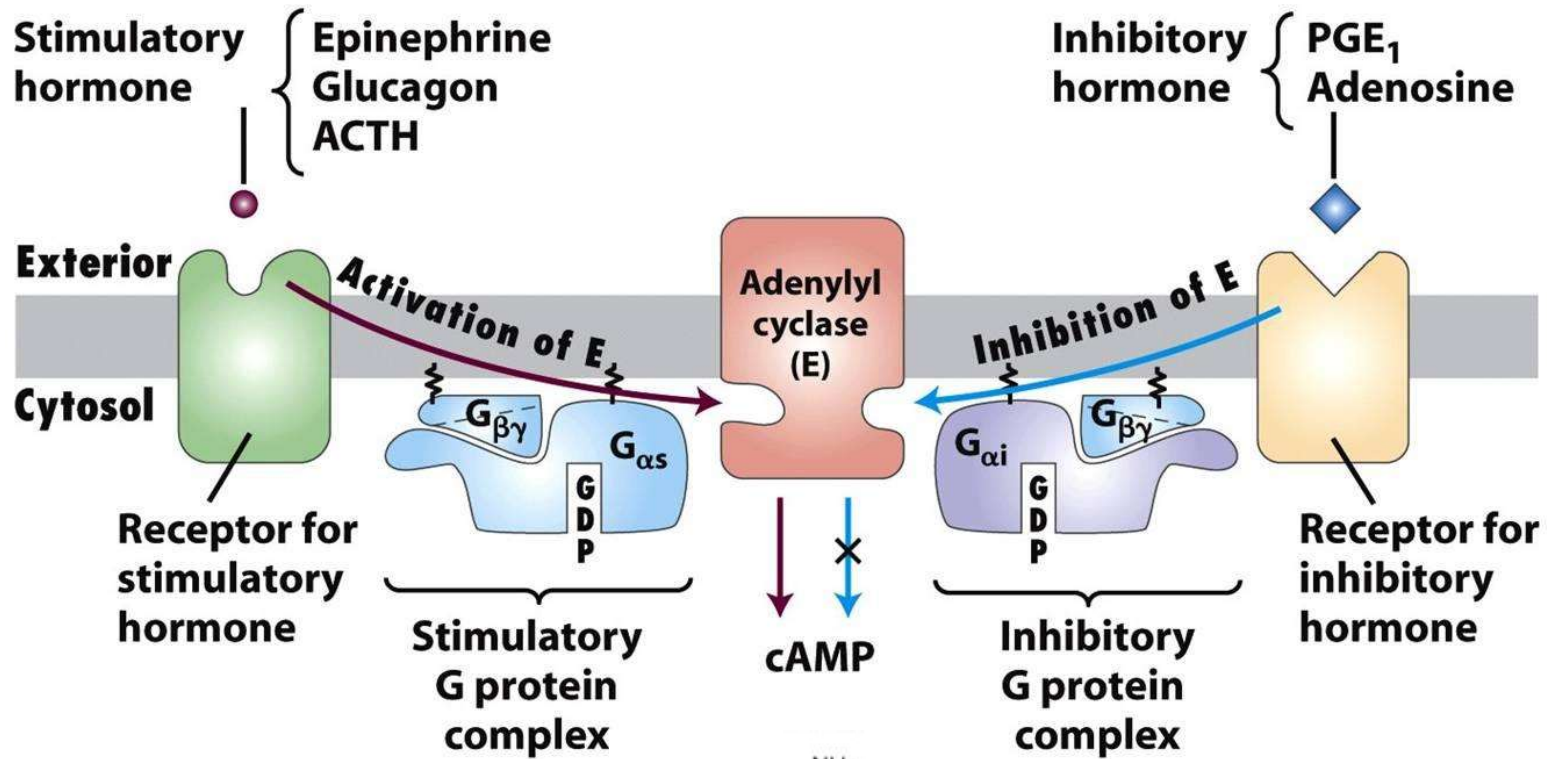 Stimulatory
hormone
Epinephrine
Glucagon
ACTH
Inhibitory
hormone
PGE₁
Adenosine
Exterior
Activation of E
Adenylyl
cyclase
(E)
Inhibition of E
Cytosol
Gβγ
Gαs
GDP
Gαi
Gβγ
GDP
Receptor for
stimulatory
hormone
Stimulatory
G protein
complex
cAMP
Inhibitory
G protein
complex
Receptor for
inhibitory
hormone